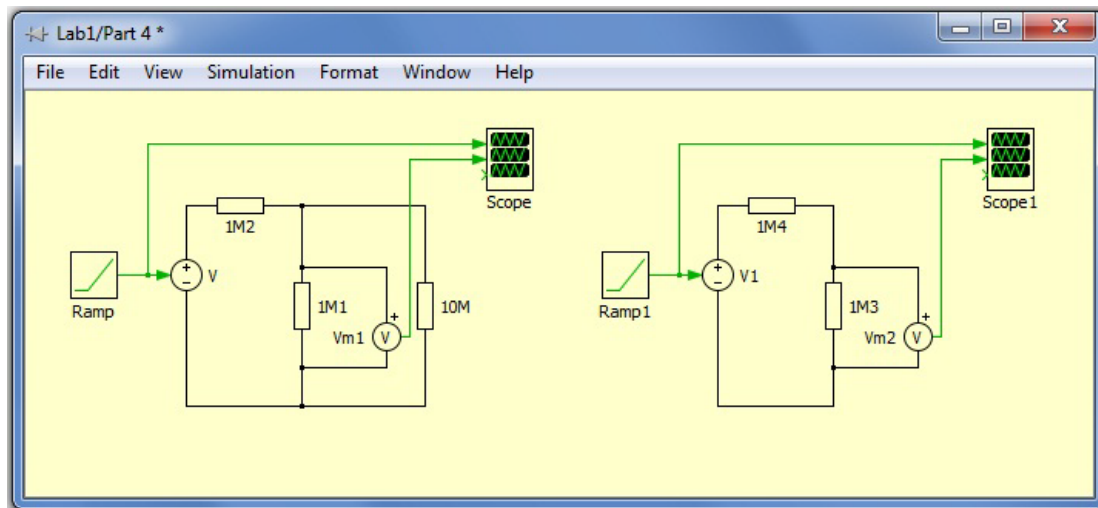 Lab1/Part 4 *
File Edit View Simulation Format Window Help
Scope
1M2
V
Ramp
1M1
10M
Vm1
V
Scope1
1M4
V1
Ramp1
1M3
Vm2
V